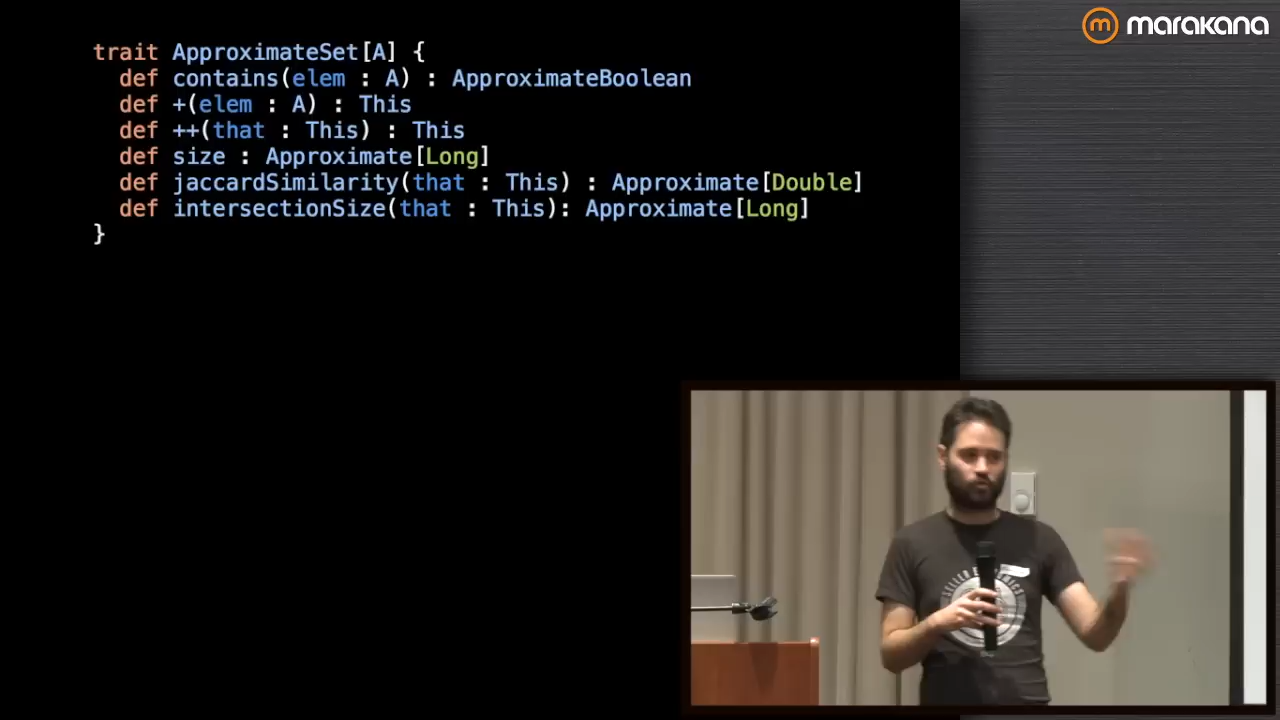 marakana
trait ApproximateSet[A] {
  def contains(elem : A) : ApproximateBoolean
  def +(elem : A) : This
  def ++(that : This) : This
  def size : Approximate[Long]
  def jaccardSimilarity(that : This) : Approximate[Double]
  def intersectionSize(that : This): Approximate[Long]
}